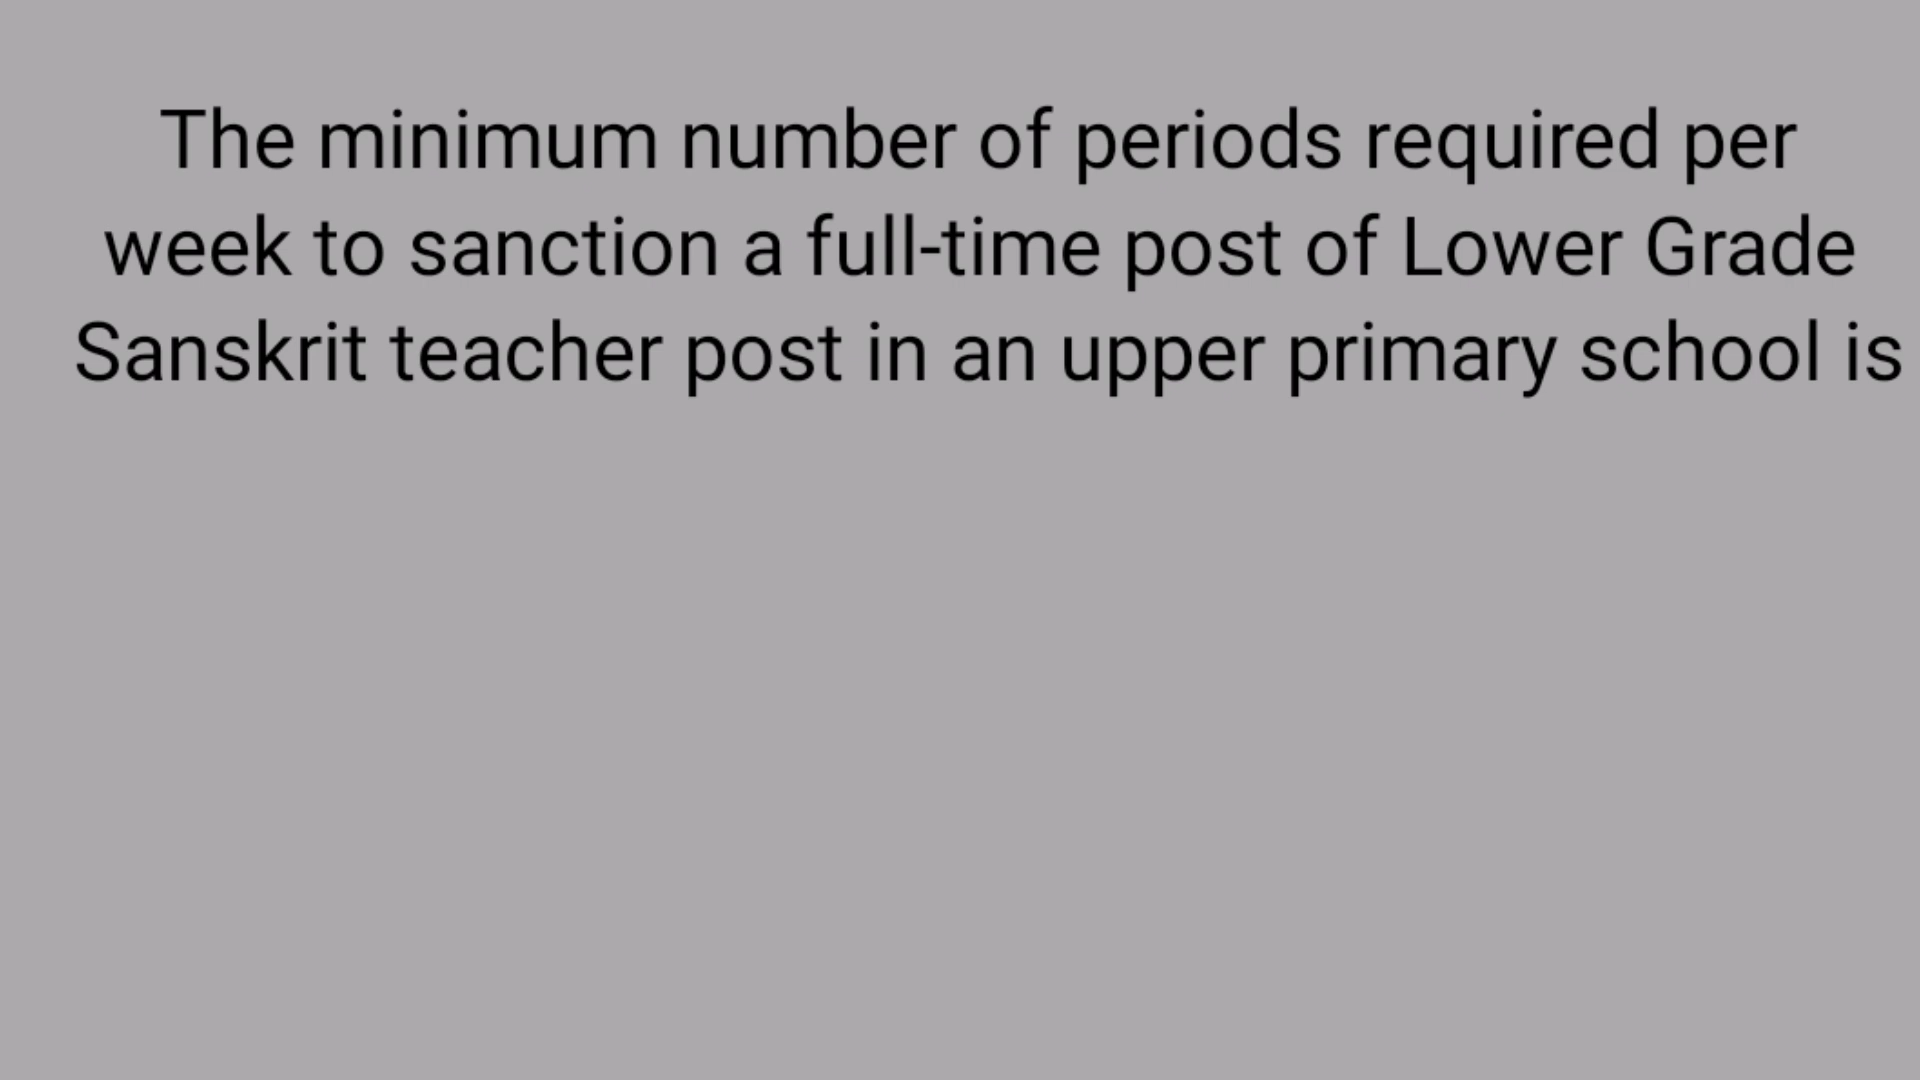 The minimum number of periods required per
week to sanction a full-time post of Lower Grade
Sanskrit teacher post in an upper primary school is